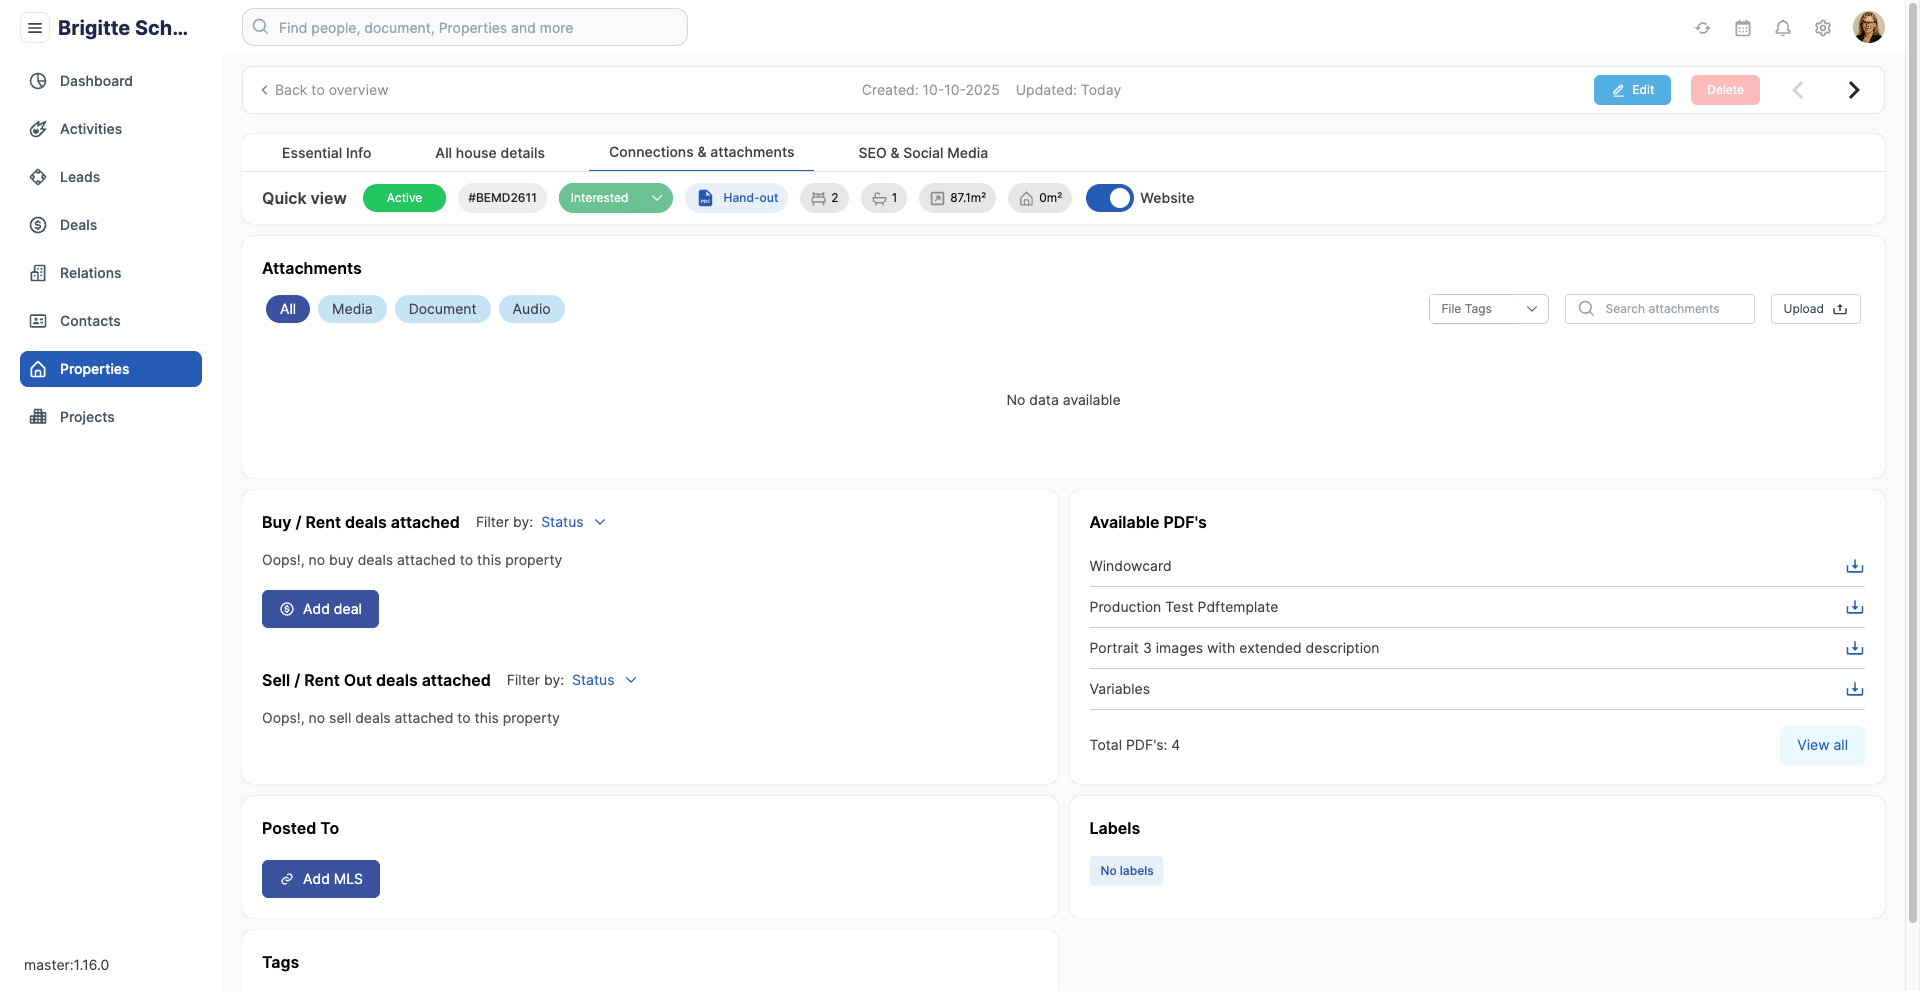 Brigitte Sch...
Find people, document, Properties and more
Dashboard
Activities
Leads
Deals
Relations
Contacts
Properties
Projects
master:1.16.0
Back to overview
Created: 10-10-2025 Updated: Today
Edit
Delete
Essential Info
All house details
Connections & attachments
SEO & Social Media
Quick view
Active
#BEMD2611
Interested
PDF
Hand-out
2
1
87.1m²
0m²
Website
Attachments
All
Media
Document
Audio
File Tags
Search attachments
Upload
No data available
Buy / Rent deals attached
Filter by: Status
Oops!, no buy deals attached to this property
Add deal
Sell / Rent Out deals attached
Filter by: Status
Oops!, no sell deals attached to this property
Available PDF's
Windowcard
Production Test Pdftemplate
Portrait 3 images with extended description
Variables
Total PDF's: 4
View all
Posted To
Add MLS
Labels
No labels
Tags